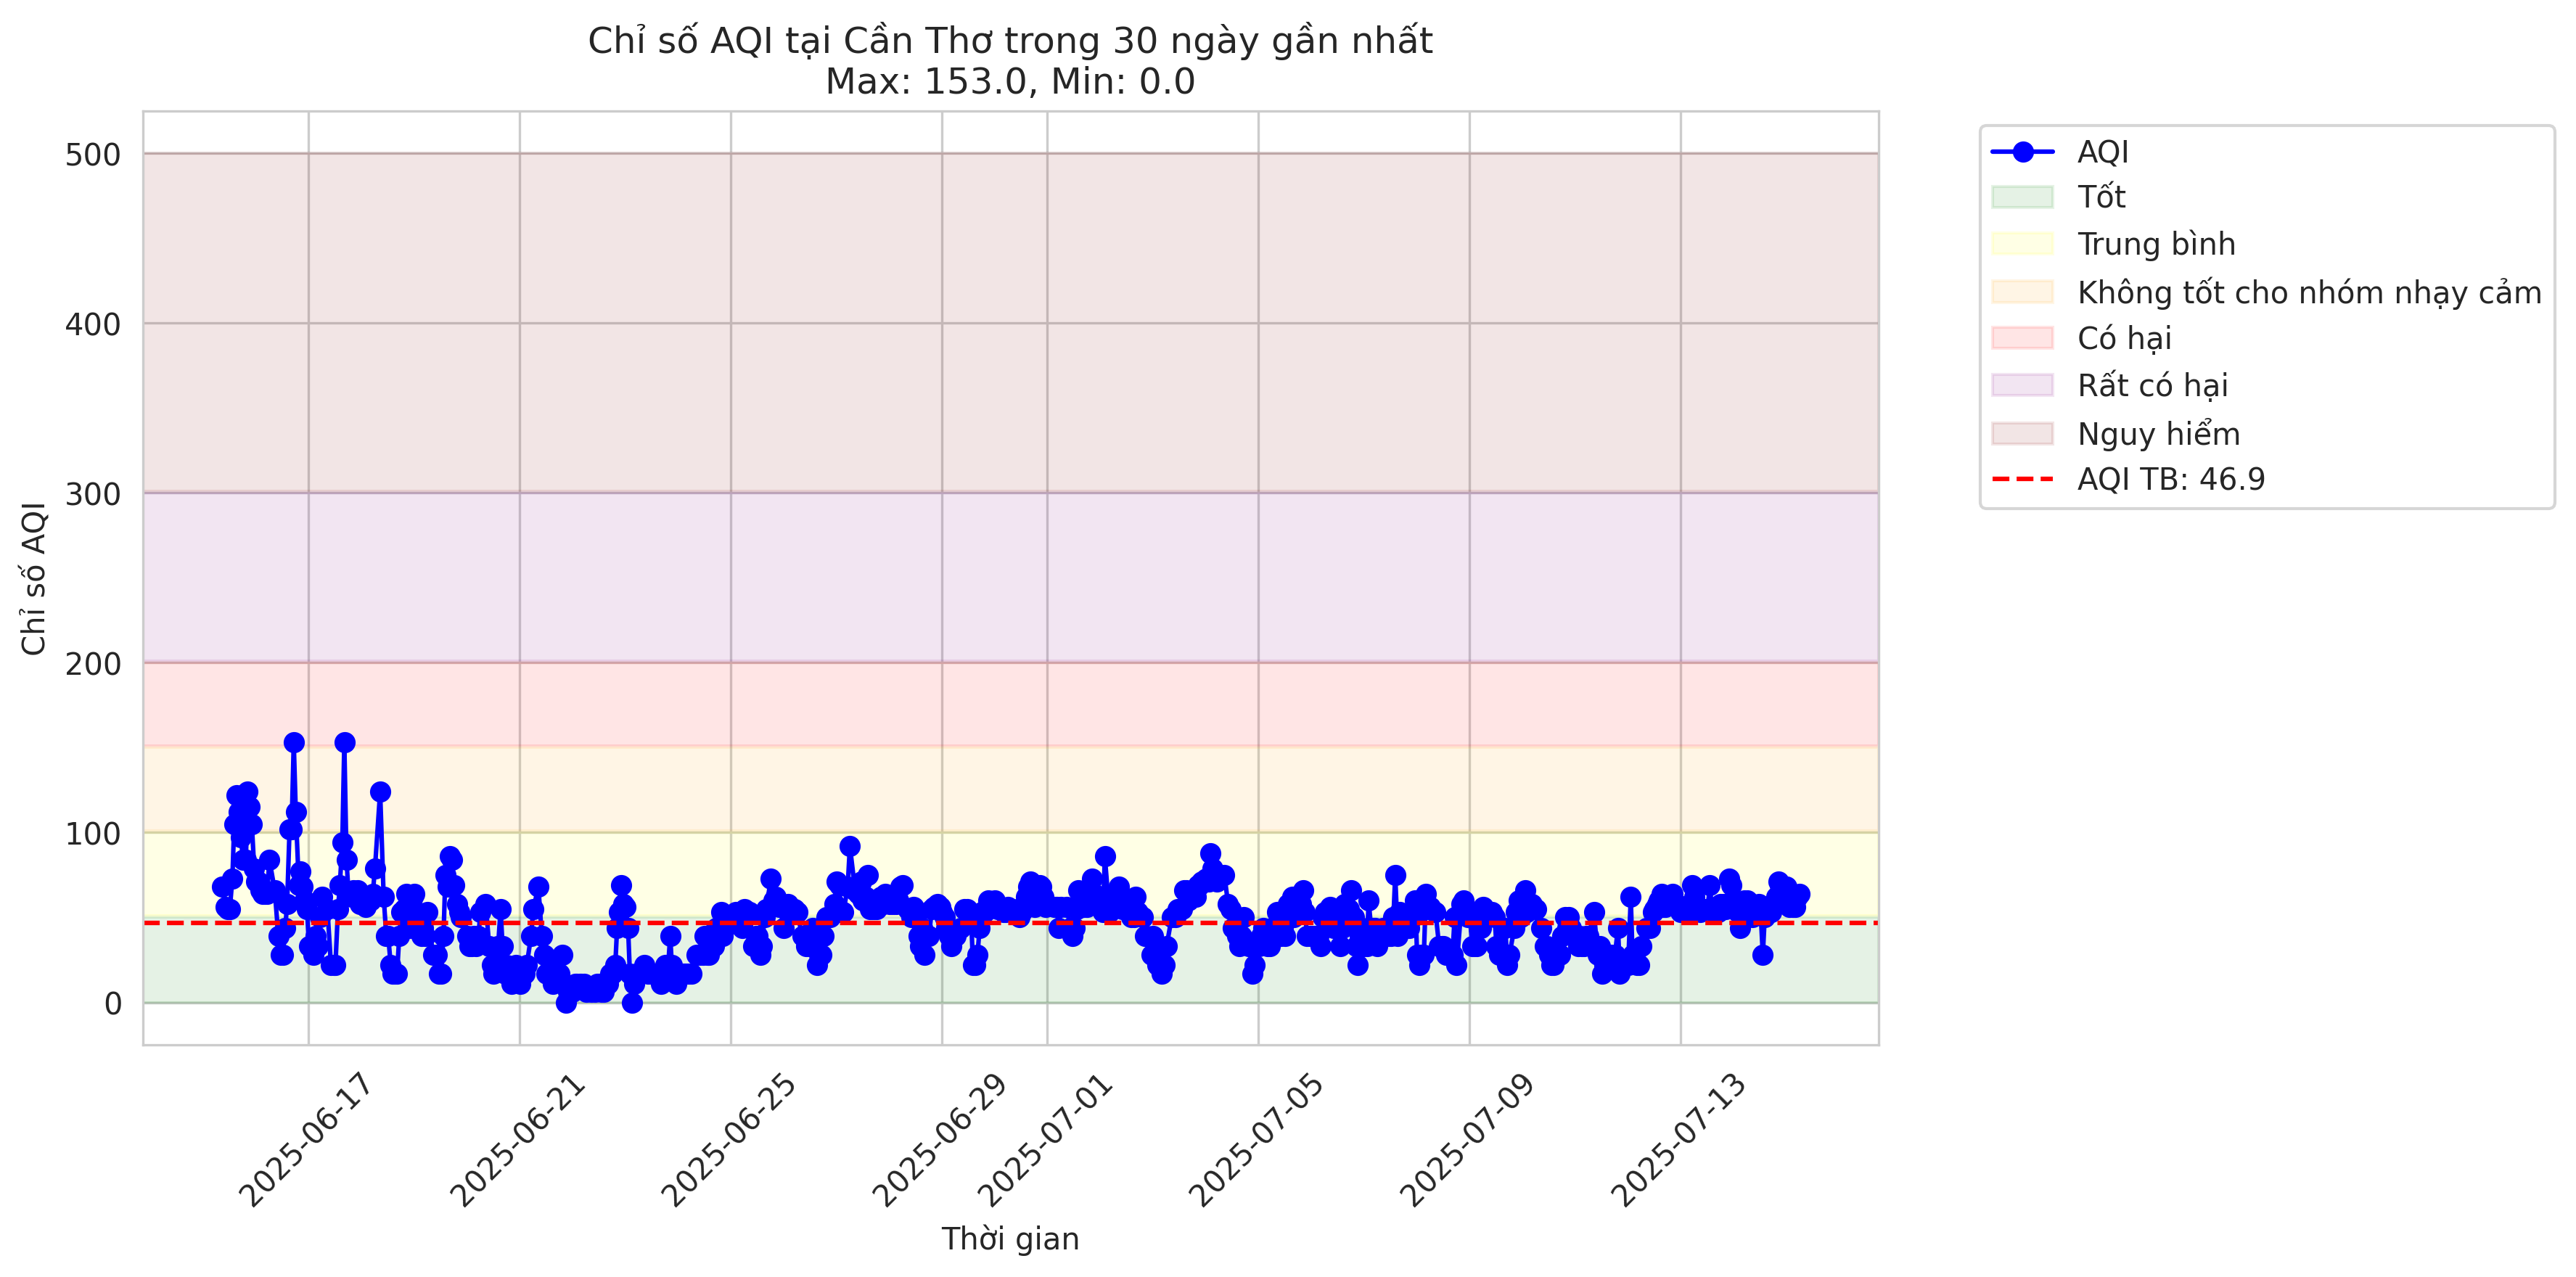 Chỉ số AQI tại Cần Thơ trong 30 ngày gần nhất
Max: 153.0, Min: 0.0
Chỉ số AQI
500
400
300
200
100
0
2025-06-17
2025-06-21
2025-06-25
2025-06-29
2025-07-01
2025-07-05
2025-07-09
2025-07-13
Thời gian
AQI
Tốt
Trung bình
Không tốt cho nhóm nhạy cảm
Có hại
Rất có hại
Nguy hiểm
AQI TB: 46.9